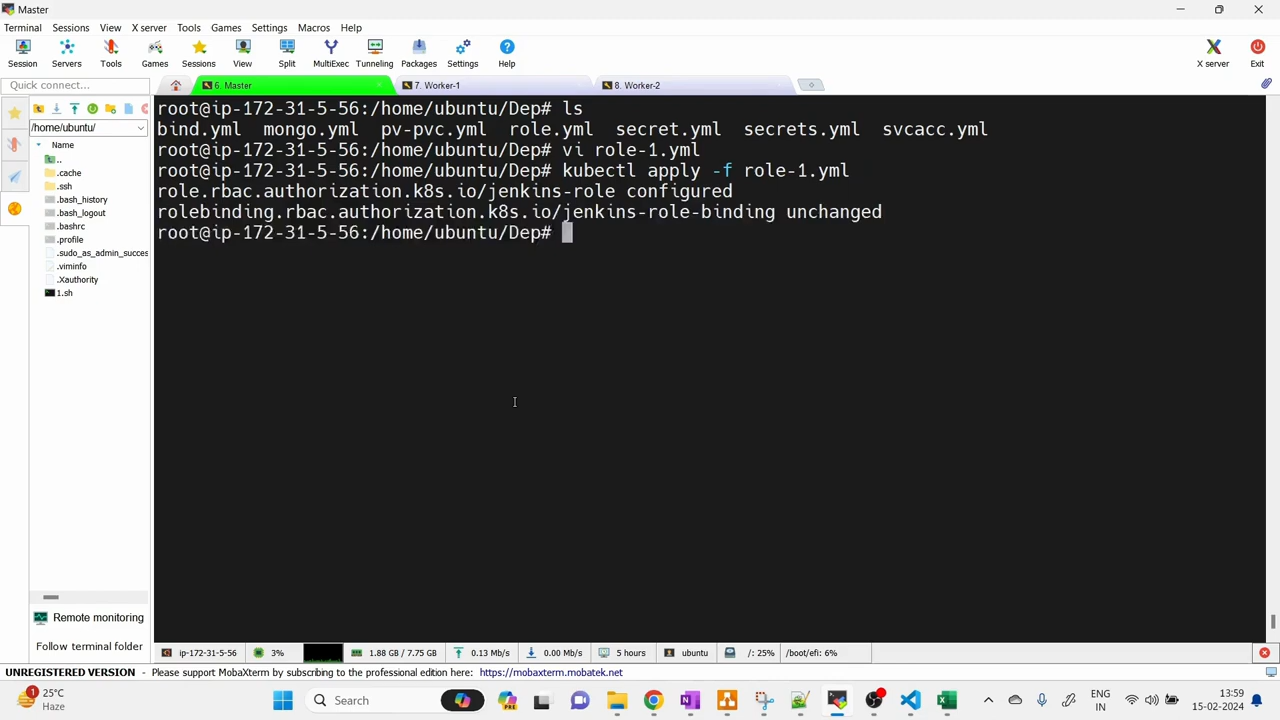 Master
Terminal Sessions View X server Tools Games Settings Macros Help
Session Servers Tools Games Sessions View Split MultiExec Tunneling Packages Settings Help X server Exit
Quick connect... 6. Master 7. Worker-1 8. Worker-2
/home/ubuntu/
Name
..
.cache
.ssh
.bash_history
.bash_logout
.bashrc
.profile
.sudo_as_admin_succes
.viminfo
.Xauthority
1.sh
Remote monitoring
Follow terminal folder
root@ip-172-31-5-56:/home/ubuntu/Dep# ls
bind.yml mongo.yml pv-pvc.yml role.yml secret.yml secrets.yml svcacc.yml
root@ip-172-31-5-56:/home/ubuntu/Dep# vi role-1.yml
root@ip-172-31-5-56:/home/ubuntu/Dep# kubectl apply -f role-1.yml
role.rbac.authorization.k8s.io/jenkins-role configured
rolebinding.rbac.authorization.k8s.io/jenkins-role-binding unchanged
root@ip-172-31-5-56:/home/ubuntu/Dep#
ip-172-31-5-56 3% 1.88 GB / 7.75 GB 0.13 Mb/s 0.00 Mb/s 5 hours ubuntu /: 25% /boot/efi: 6%
UNREGISTERED VERSION - Please support MobaXterm by subscribing to the professional edition here: https://mobaxterm.mobatek.net
1
25°C
Haze
Search
PRE
ENG
IN
13:59
15-02-2024